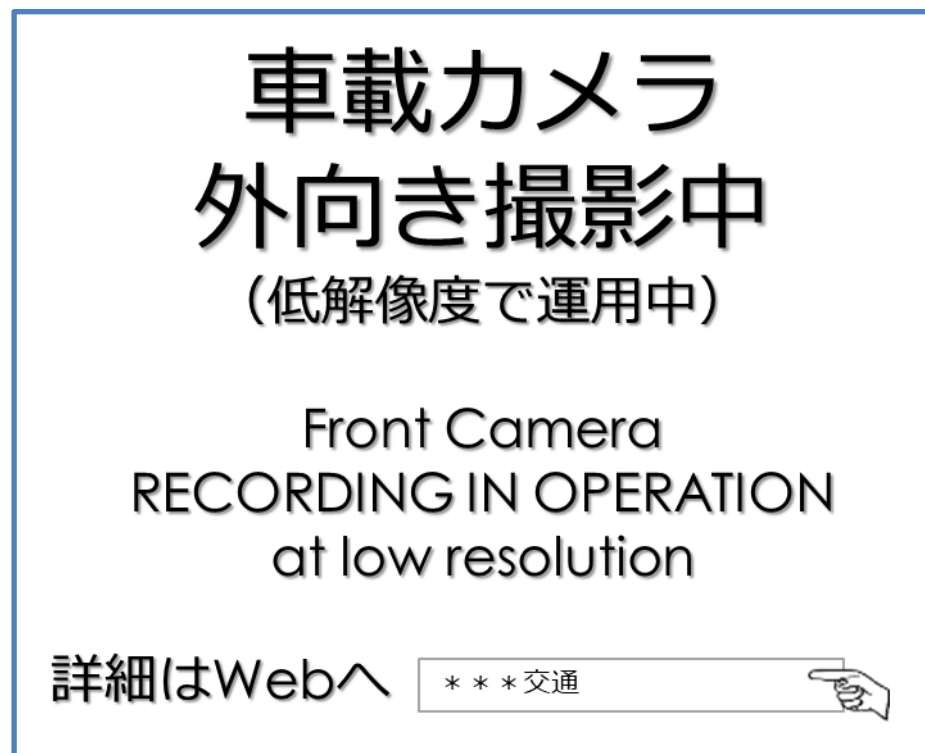 車載カメラ
外向き撮影中
（低解像度で運用中）
Front Camera
RECORDING IN OPERATION
at low resolution
詳細はWebへ ＊＊＊交通